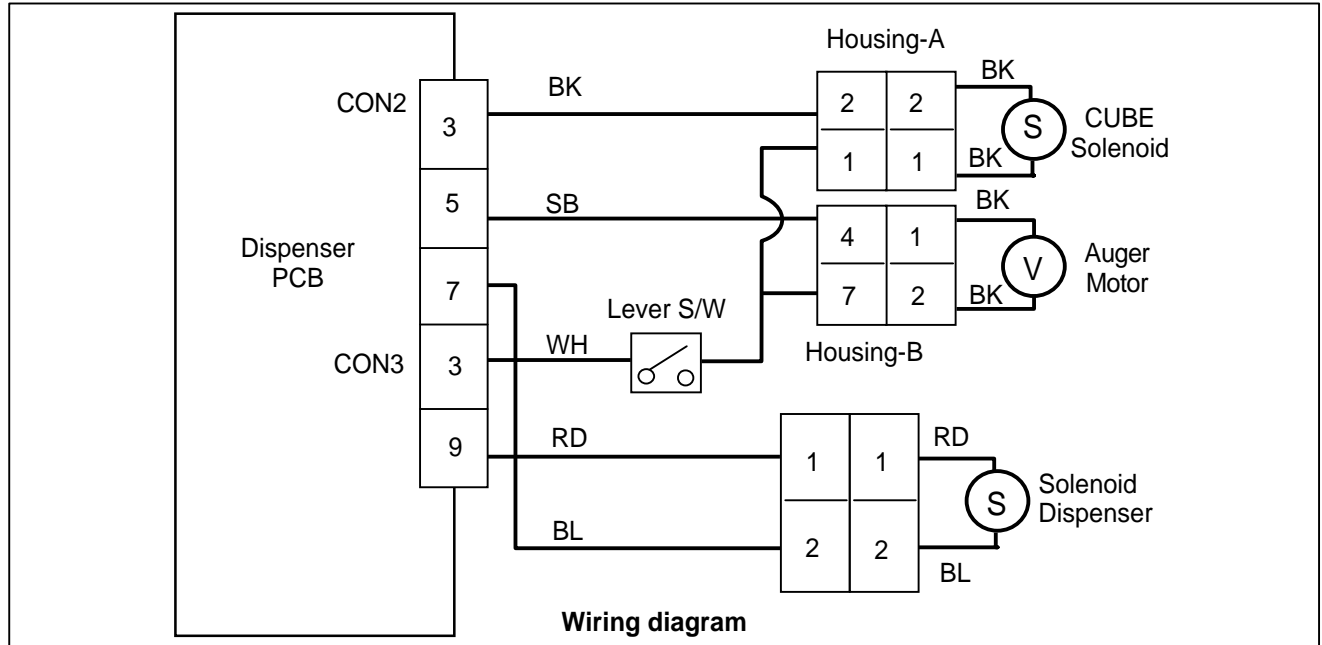 Housing-A
BK
BK
CON2
2
2
S
CUBE
3
Solenoid
1
1
BK
BK
5
SB
4
1
Dispenser
PCB
V
Auger
Motor
7
7
2
BK
Lever S/W
WH
Housing-B
CON3
3
RD
RD
9
1
1
S
Solenoid
Dispenser
BL
2
2
BL
Wiring diagram